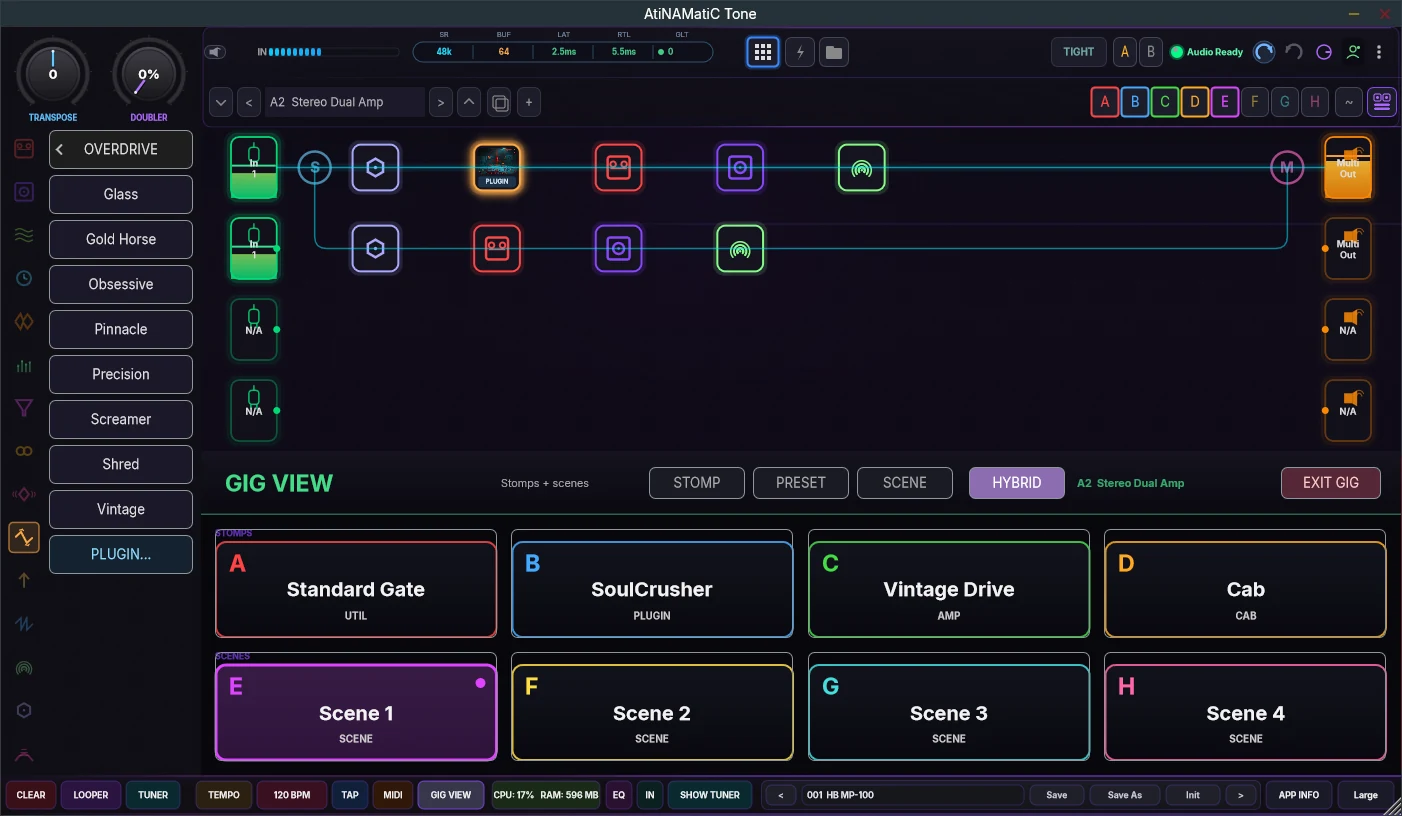 AtiNAMatiC Tone
0
0%
TRANSPOSE
DOUBLER
IN
SR
BUF
LAT
RTL
GLT
48k
64
2.5ms
5.5ms
0
TIGHT
A
B
Audio Ready
<
A2 Stereo Dual Amp
>
+
A
B
C
D
E
F
G
H
~
OVERDRIVE
Glass
Gold Horse
Obsessive
Pinnacle
Precision
Screamer
Shred
Vintage
PLUGIN...
In
1
S
PLUGIN
M
Multi
Out
In
1
Multi
Out
N/A
N/A
N/A
N/A
GIG VIEW
Stomps + scenes
STOMP
PRESET
SCENE
HYBRID
A2 Stereo Dual Amp
EXIT GIG
STOMPS
A
Standard Gate
UTIL
B
SoulCrusher
PLUGIN
C
Vintage Drive
AMP
D
Cab
CAB
SCENES
E
Scene 1
SCENE
F
Scene 2
SCENE
G
Scene 3
SCENE
H
Scene 4
SCENE
CLEAR
LOOPER
TUNER
TEMPO
120 BPM
TAP
MIDI
GIG VIEW
CPU: 17% RAM: 596 MB
EQ
IN
SHOW TUNER
<
001 HB MP-100
Save
Save As
Init
>
APP INFO
Large